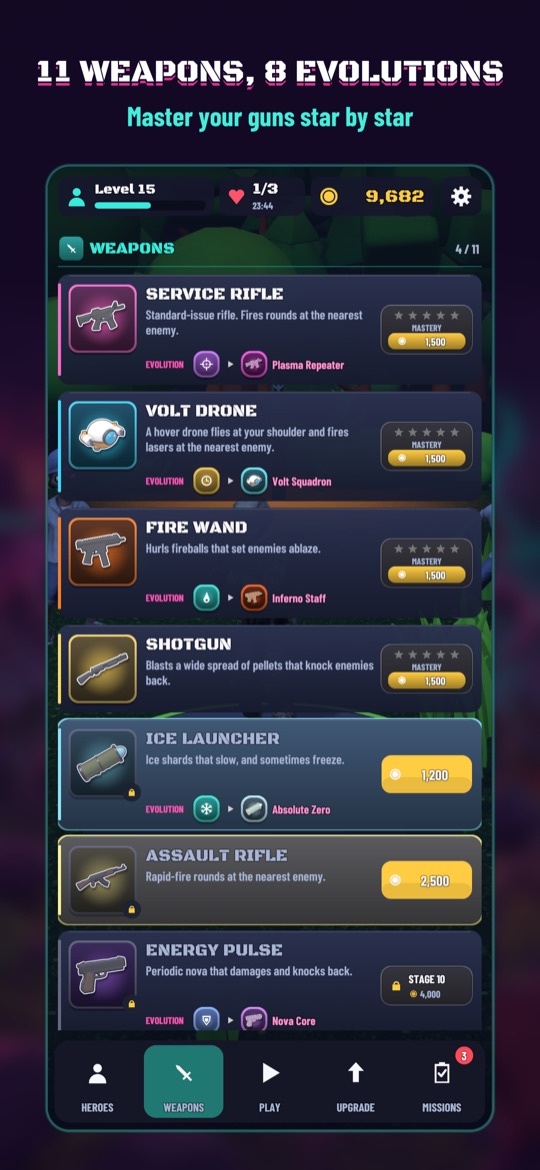 11 WEAPONS, 8 EVOLUTIONS
Master your guns star by star
Level 15
1/3
23:44
9,682
WEAPONS
4/11
SERVICE RIFLE
Standard-issue rifle. Fires rounds at the nearest
enemy.
MASTERY
1,500
EVOLUTION
Plasma Repeater
VOLT DRONE
A hover drone flies at your shoulder and fires
lasers at the nearest enemy.
MASTERY
1,500
EVOLUTION
Volt Squadron
FIRE WAND
Hurls fireballs that set enemies ablaze.
MASTERY
1,500
EVOLUTION
Inferno Staff
SHOTGUN
Blasts a wide spread of pellets that knock enemies
back.
MASTERY
1,500
ICE LAUNCHER
Ice shards that slow, and sometimes freeze.
1,200
EVOLUTION
Absolute Zero
ASSAULT RIFLE
Rapid-fire rounds at the nearest enemy.
2,500
ENERGY PULSE
Periodic nova that damages and knocks back.
STAGE 10
4,000
EVOLUTION
Nova Core
3
HEROES
WEAPONS
PLAY
UPGRADE
MISSIONS